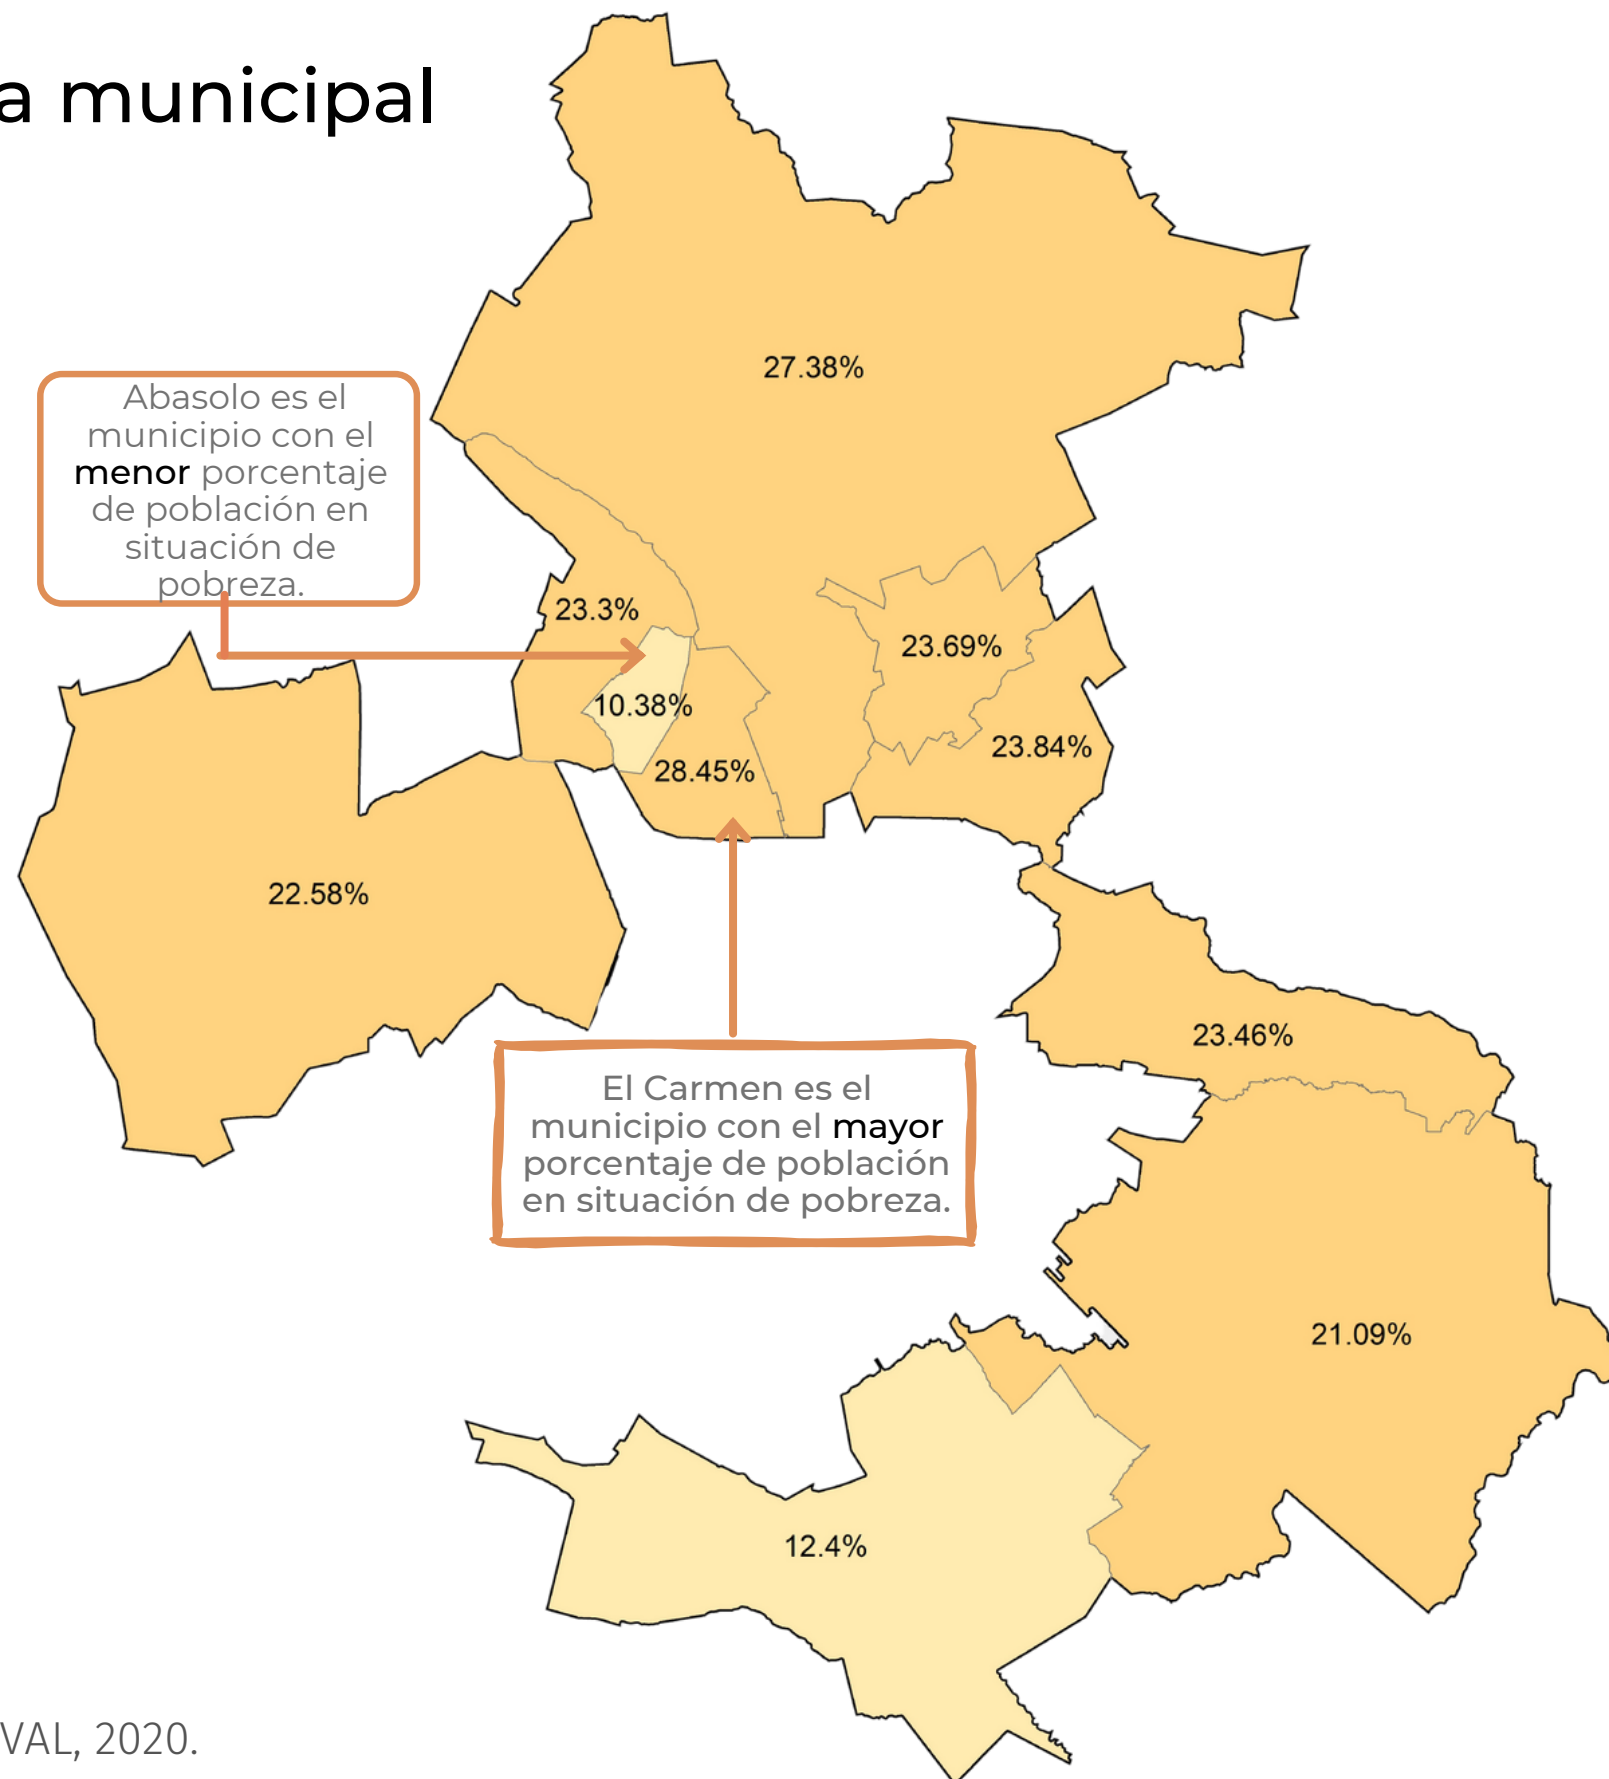 a municipal
27.38%
Abasolo es el
municipio con el
menor porcentaje
de población en
situación de
pobreza.
23.3%
23.69%
10.38%
23.84%
28.45%
22.58%
23.46%
El Carmen es el
municipio con el mayor
porcentaje de población
en situación de pobreza.
21.09%
12.4%
VAL, 2020.